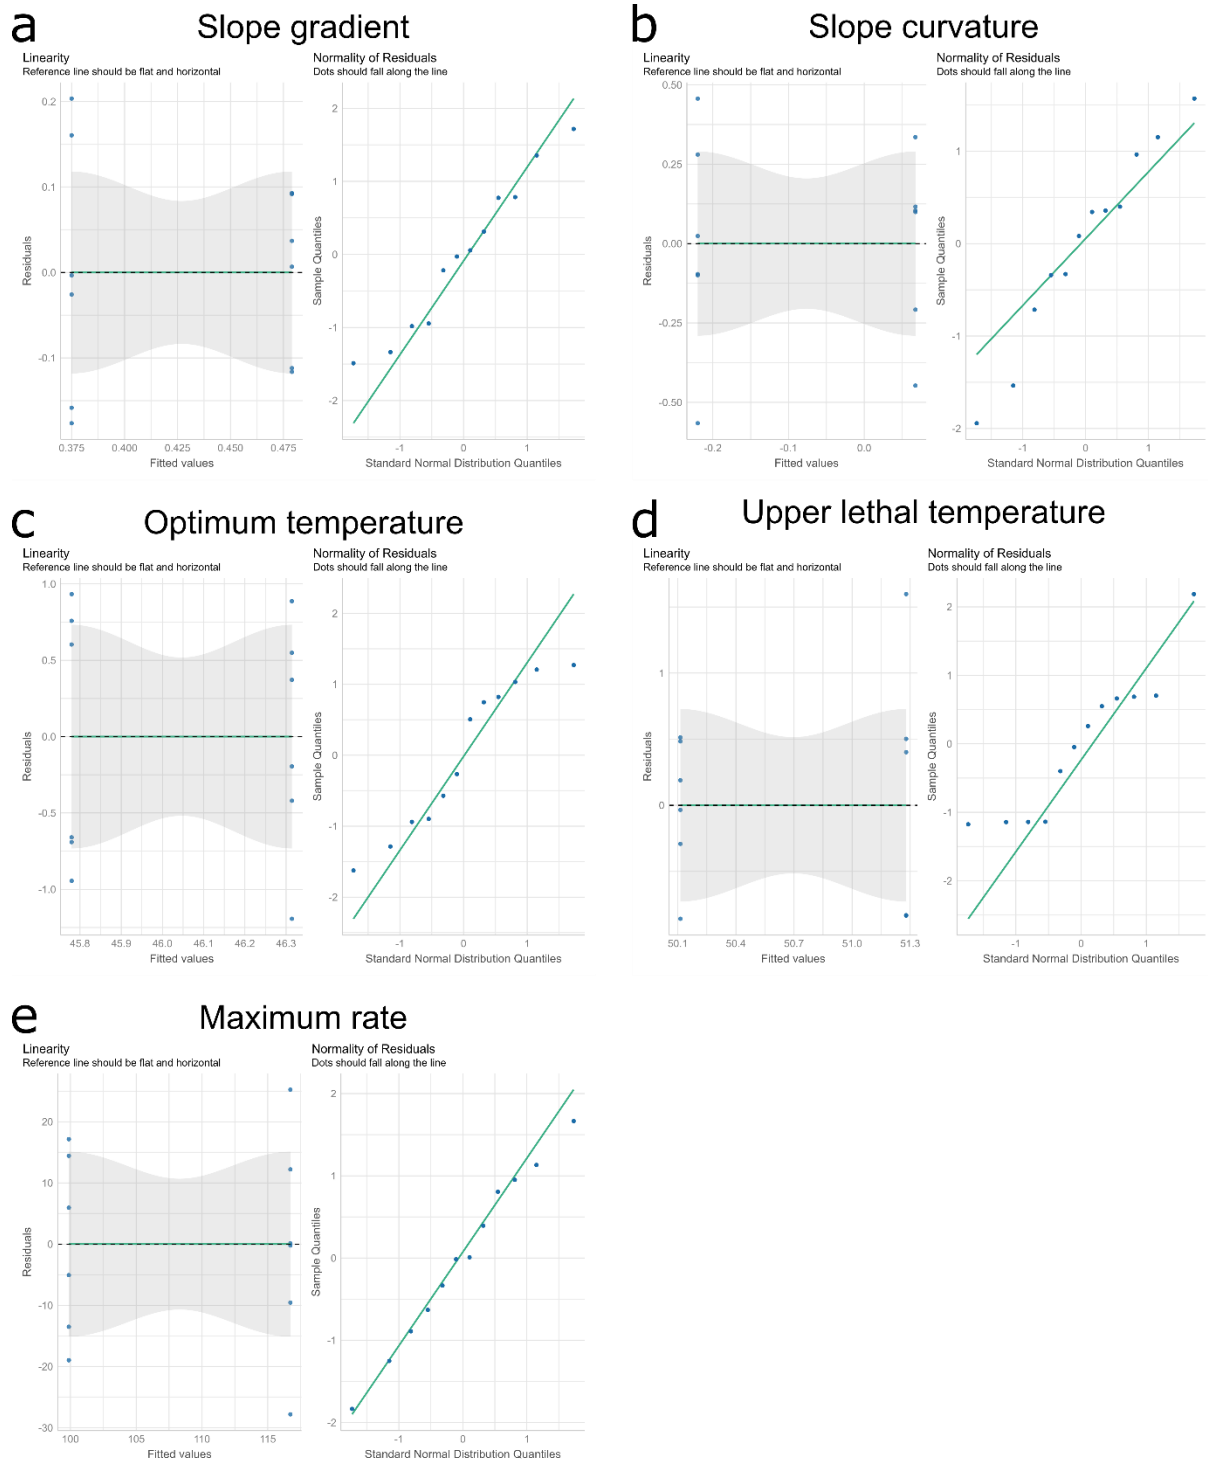 a
Slope gradient
Linearity
Reference line should be flat and horizontal
0.2
0.1
0.0
-0.1
Residuals
0.375
0.400
0.425
0.450
0.475
Fitted values
Normality of Residuals
Dots should fall along the line
2
1
0
-1
-2
Sample Quantiles
-1
0
1
Standard Normal Distribution Quantiles
b
Slope curvature
Linearity
Reference line should be flat and horizontal
0.50
0.25
0.00
-0.25
-0.50
Residuals
-0.2
-0.1
0.0
Fitted values
Normality of Residuals
Dots should fall along the line
1
0
-1
-2
Sample Quantiles
-1
0
1
Standard Normal Distribution Quantiles
c
Optimum temperature
Linearity
Reference line should be flat and horizontal
1.0
0.5
0.0
-0.5
-1.0
Residuals
45.8
45.9
46.0
46.1
46.2
46.3
Fitted values
Normality of Residuals
Dots should fall along the line
2
1
0
-1
-2
Sample Quantiles
-1
0
1
Standard Normal Distribution Quantiles
d
Upper lethal temperature
Linearity
Reference line should be flat and horizontal
1
0
Residuals
50.1
50.4
50.7
51.0
51.3
Fitted values
Normality of Residuals
Dots should fall along the line
2
1
0
-1
-2
Sample Quantiles
-1
0
1
Standard Normal Distribution Quantiles
e
Maximum rate
Linearity
Reference line should be flat and horizontal
20
10
0
-10
-20
-30
Residuals
100
105
110
115
Fitted values
Normality of Residuals
Dots should fall along the line
2
1
0
-1
-2
Sample Quantiles
-1
0
1
Standard Normal Distribution Quantiles